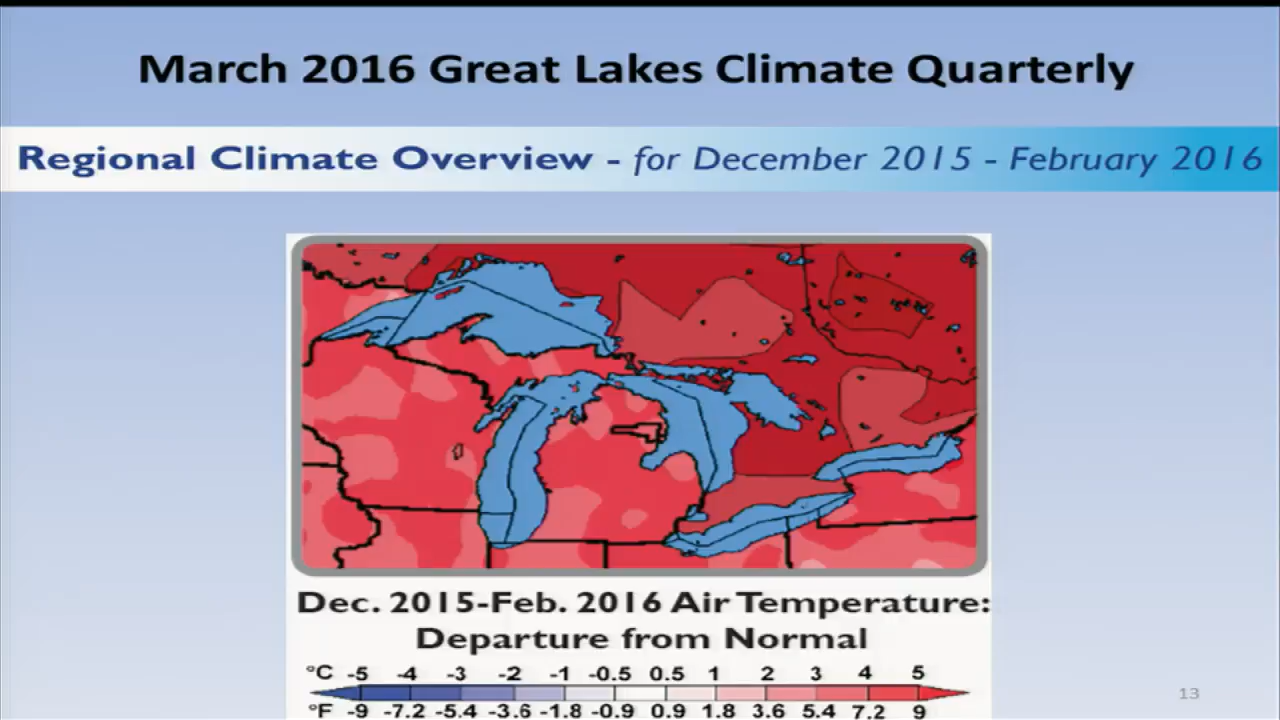 March 2016 Great Lakes Climate Quarterly
Regional Climate Overview - for December 2015 - February 2016
Dec. 2015-Feb. 2016 Air Temperature:
Departure from Normal
°C -5 -4 -3 -2 -1 -0.5 0.5 1 2 3 4 5
°F -9 -7.2 -5.4 -3.6 -1.8 -0.9 0.9 1.8 3.6 5.4 7.2 9
13